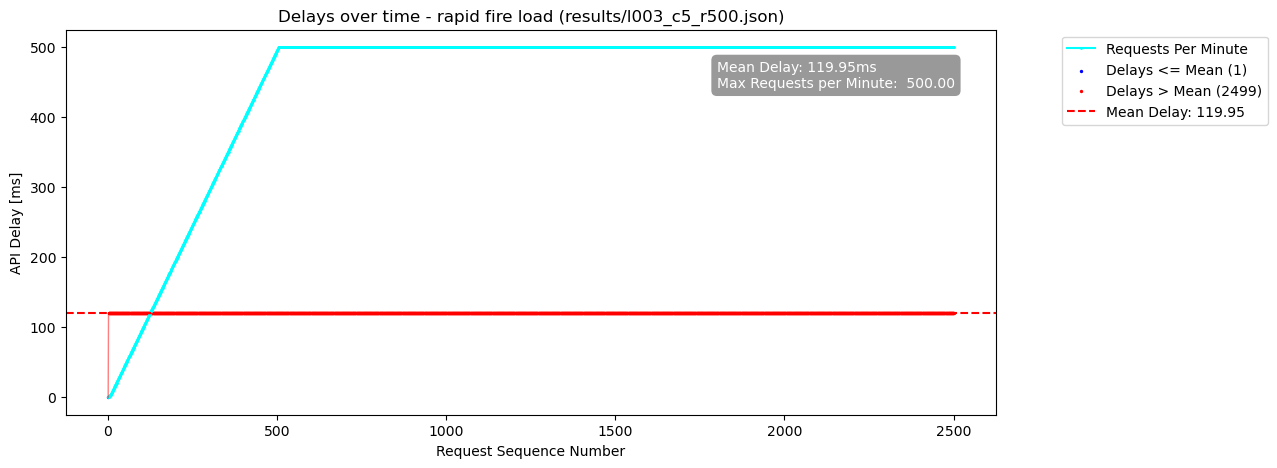 Delays over time - rapid fire load (results/l003_c5_r500.json)
Requests Per Minute
Delays <= Mean (1)
Delays > Mean (2499)
Mean Delay: 119.95
Mean Delay: 119.95ms
Max Requests per Minute:  500.00
API Delay [ms]
500
400
300
200
100
0
0
500
1000
1500
2000
2500
Request Sequence Number